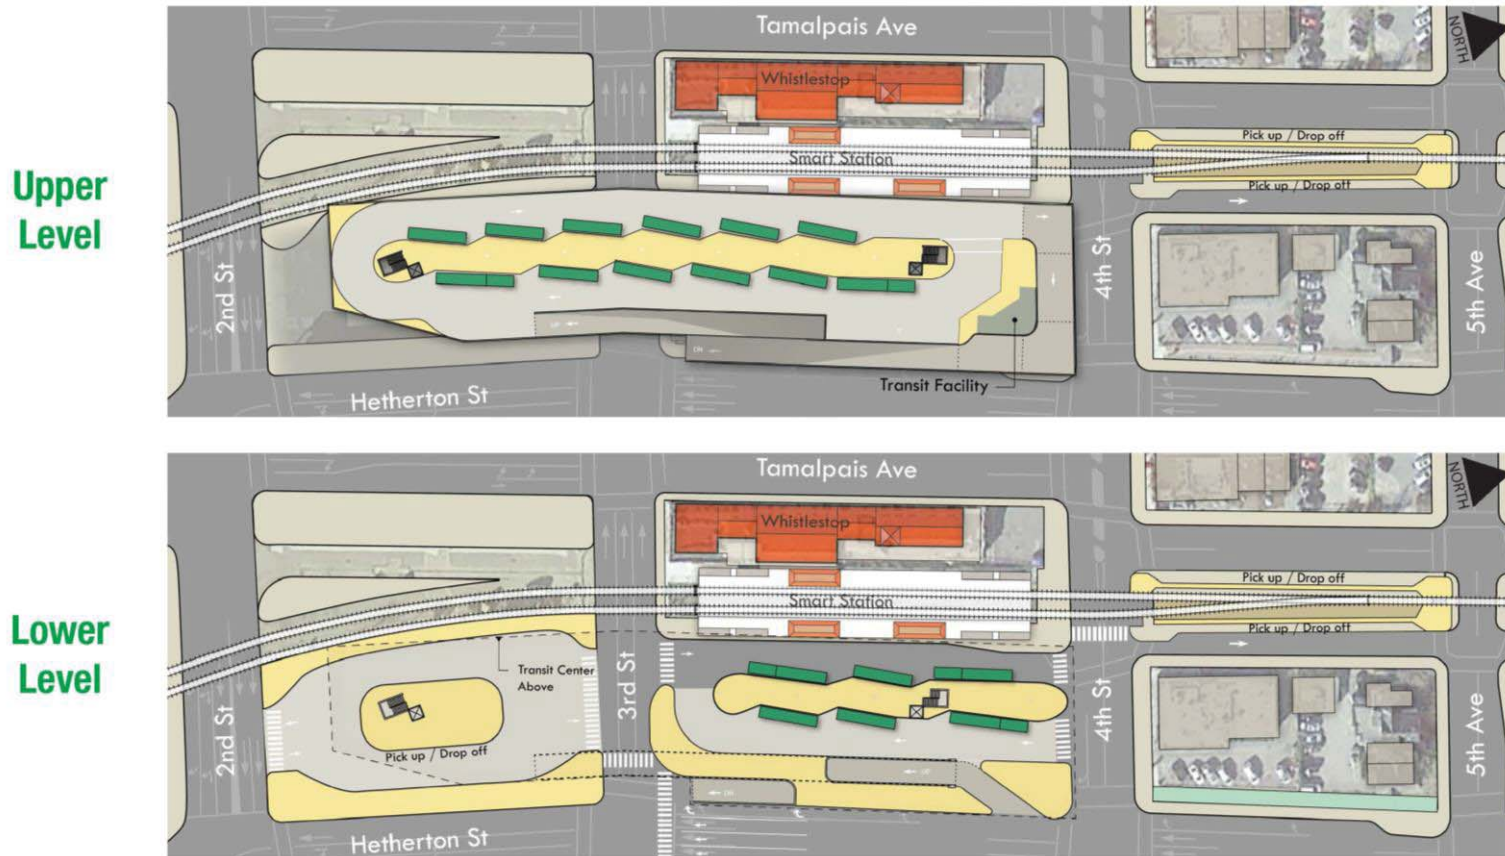 Upper
Level
Tamalpais Ave
NORTH
Whistlestop
Smart Station
Pick up / Drop off
Pick up / Drop off
2nd St
4th St
5th Ave
Transit Facility
Hetherton St
Lower
Level
Tamalpais Ave
NORTH
Whistlestop
Smart Station
Pick up / Drop off
Pick up / Drop off
Transit Center
Above
2nd St
3rd St
4th St
5th Ave
Pick up / Drop off
Hetherton St